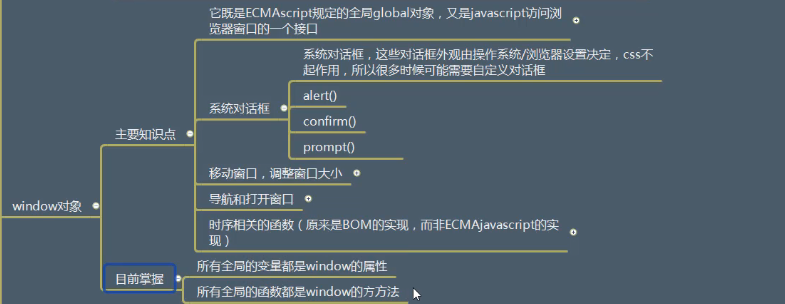 它既是ECMAscript规定的全局global对象，又是javascript访问浏
览器窗口的一个接口
系统对话框，这些对话框外观由操作系统/浏览器设置决定，css不
起作用，所以很多时候可能需要自定义对话框
系统对话框
alert()
confirm()
prompt()
主要知识点
移动窗口，调整窗口大小
导航和打开窗口
window对象
时序相关的函数（原来是BOM的实现，而非ECMAjavascript的实
现）
目前掌握
所有全局的变量都是window的属性
所有全局的函数都是window的方方法